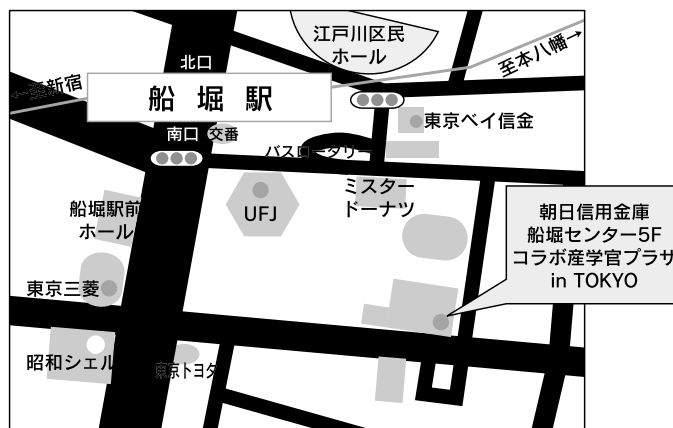 江戸川区民
ホール
北口
至本八幡→
←至新宿
船堀駅
東京ベイ信金
南口
交番
バスロータリー
ミスター
ドーナツ
UFJ
船堀駅前
ホール
朝日信用金庫
船堀センター5F
コラボ産学官プラザ
in TOKYO
東京三菱
昭和シェル
東京トヨタ